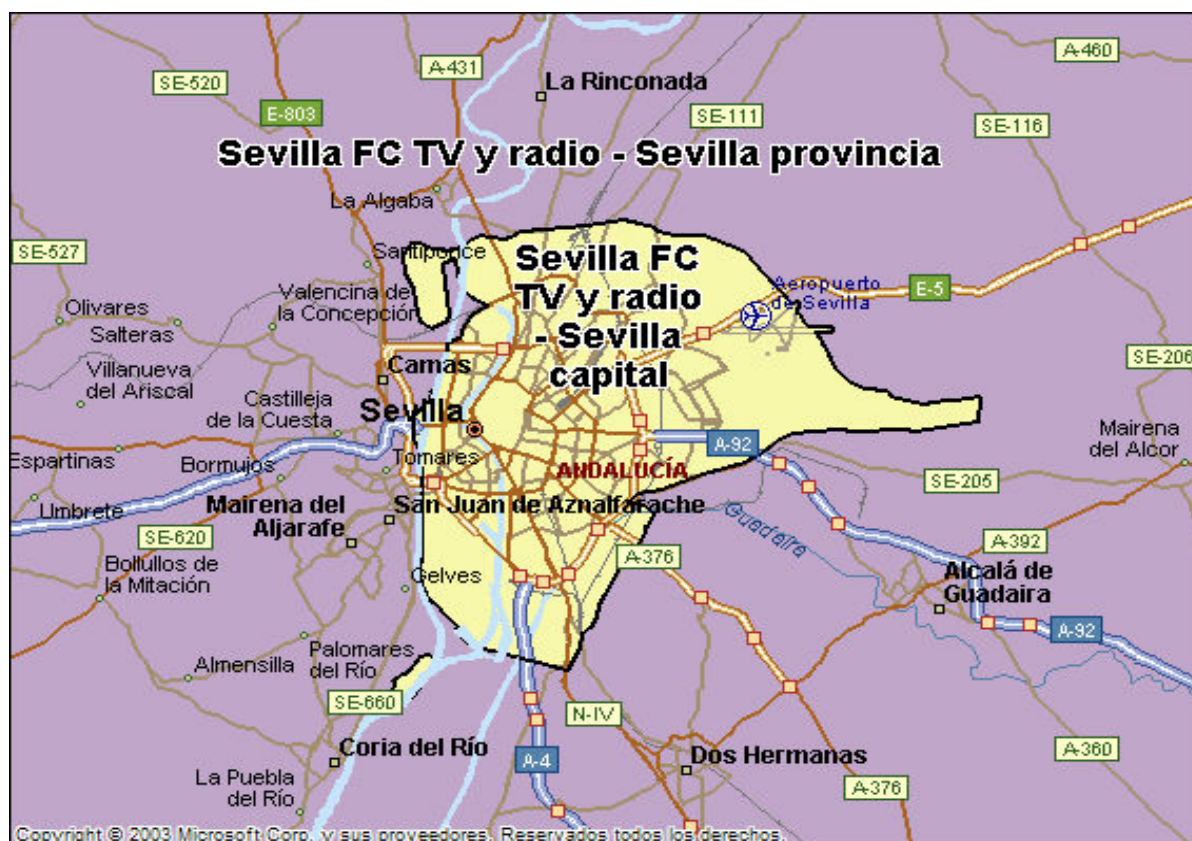 A-460
A-431
SE-520
La Rinconada
E-803
SE-111
SE-116
Sevilla FC TV y radio - Sevilla provincia
La Algaba
SE-527
Santiponce
Sevilla FC
TV y radio
- Sevilla
capital
Aeropuerto
de Sevilla
E-5
Valencina de
la Concepción
Olivares
Salteras
Villanueva
del Ariscal
Camas
SE-206
Castilleja
de la Cuesta
Sevilla
A-92
Mairena
del Alcor
Espartinas
Bormujos
Tomares
ANDALUCÍA
SE-205
Umbrete
Mairena del
Aljarafe
San Juan de Aznalfarache
Guadaira
SE-620
A-392
Bollullos de
la Mitación
Gelves
A-376
Alcalá de
Guadaira
A-92
Almensilla
Palomares
del Río
SE-660
N-IV
Coria del Río
A-4
Dos Hermanas
A-360
La Puebla
del Río
A-376
Copyright © 2003 Microsoft Corp. y sus proveedores. Reservados todos los derechos.